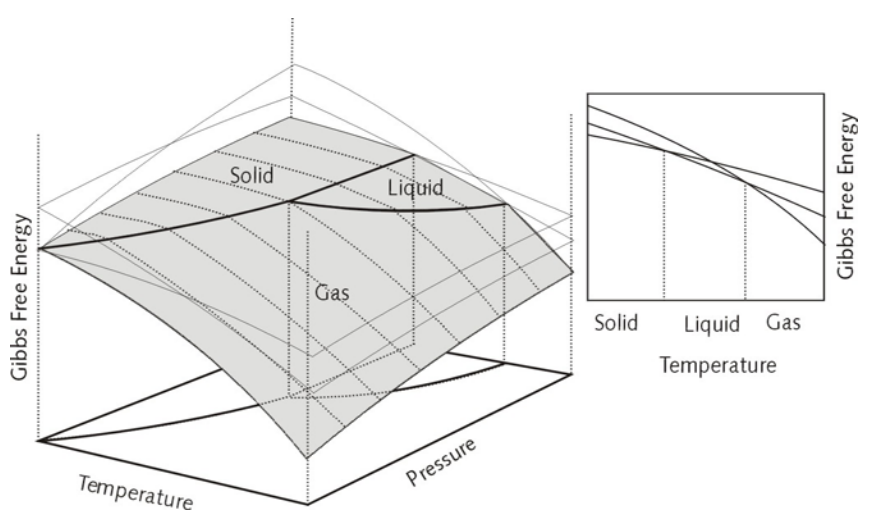 Solid
Liquid
Gas
Gibbs Free Energy
Temperature
Pressure
Gibbs Free Energy
Solid Liquid Gas
Temperature